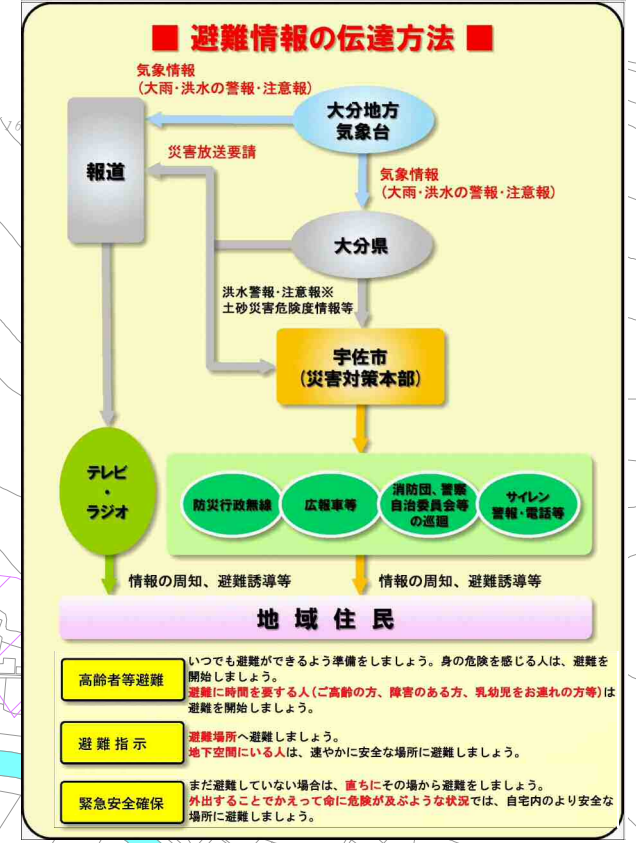 ■ 避難情報の伝達方法 ■
気象情報
(大雨･洪水の警報･注意報)
大分地方
気象台
報道
災害放送要請
気象情報
(大雨･洪水の警報･注意報)
大分県
洪水警報･注意報※
土砂災害危険度情報等
宇佐市
(災害対策本部)
テレビ
・
ラジオ
防災行政無線
広報車等
消防団、警察
自治委員会等
の巡廻
サイレン
警報・電話等
情報の周知、避難誘導等
情報の周知、避難誘導等
地域住民
高齢者等避難
いつでも避難ができるよう準備をしましょう。身の危険を感じる人は、避難を
開始しましょう。
避難に時間を要する人(ご高齢の方、障害のある方、乳幼児をお連れの方等)は
避難を開始しましょう。
避難指示
避難場所へ避難しましょう。
地下空間にいる人は、速やかに安全な場所に避難しましょう。
緊急安全確保
まだ避難していない場合は、直ちにその場から避難をしましょう。
外出することでかえって命に危険が及ぶような状況では、自宅内のより安全な
場所に避難しましょう。